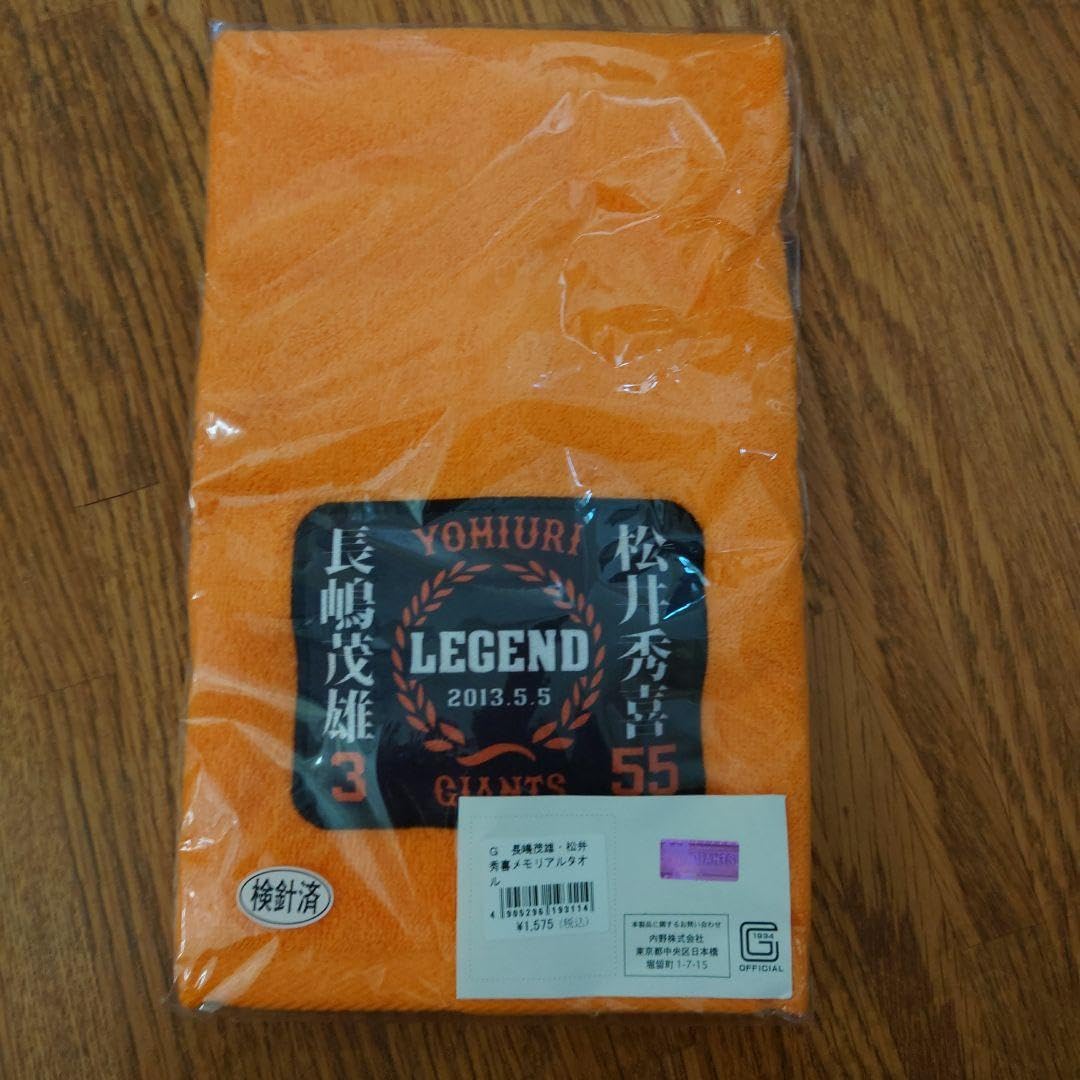 YOMIURI
長嶋茂雄
3
LEGEND
2013.5.5
松井秀喜
55
GIANTS
検針済
G 長嶋茂雄・松井
秀喜メモリアルタオ
ル
4 905296 193114
¥1,575 (税込)
GIANTS
本製品に関するお問い合わせ
内野株式会社
東京都中央区日本橋
堀留町 1-7-15
1934
G
OFFICIAL